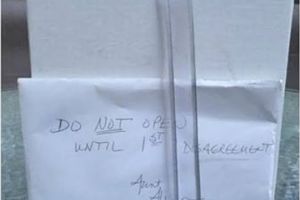 DO NOT OPEN
UNTIL 1ST DISAGREEMENT
Aunt